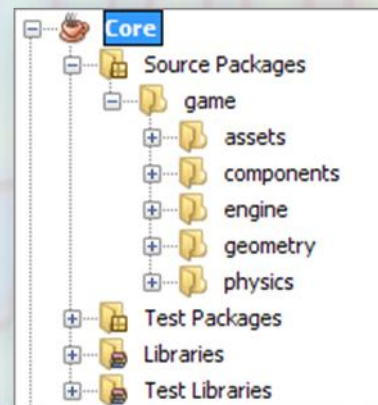 Core
Source Packages
game
assets
components
engine
geometry
physics
Test Packages
Libraries
Test Libraries